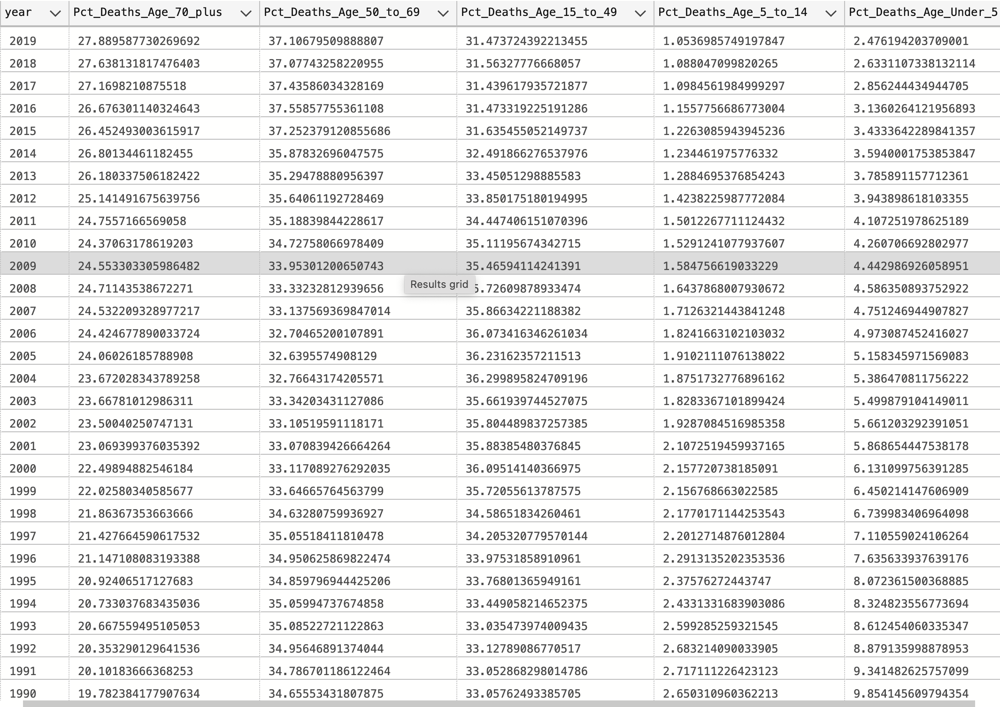 year Pct_Deaths_Age_70_plus Pct_Deaths_Age_50_to_69 Pct_Deaths_Age_15_to_49 Pct_Deaths_Age_5_to_14 Pct_Deaths_Age_Under_5
2019 27.889587730269692 37.10679509888807 31.473724392213455 1.0536985749197847 2.476194203709001
2018 27.638131817476403 37.07743258220955 31.56327776668057 1.088047099820265 2.6331107338132114
2017 27.1698210875518 37.43586034328169 31.439617935721877 1.0984561984999297 2.856244434944705
2016 26.676301140324643 37.55857755361108 31.473319225191286 1.1557756686773004 3.1360264121956893
2015 26.452493003615917 37.252379120855686 31.635455052149737 1.2263085943945236 3.4333642289841357
2014 26.80134461182455 35.87832696047575 32.491866276537976 1.234461975776332 3.5940001753853847
2013 26.180337506182422 35.29478880956397 33.45051298885583 1.2884695376854243 3.785891157712361
2012 25.141491675639756 35.64061192728469 33.850175180194995 1.4238225987772084 3.943898618103355
2011 24.7557166569058 35.18839844228617 34.447406151070396 1.5012267711124432 4.107251978625189
2010 24.37063178619203 34.72758066978409 35.11195674342715 1.5291241077937607 4.260706692802977
2009 24.553303305986482 33.95301200650743 35.46594114241391 1.584756619033229 4.442986926058951
Results grid
2008 24.71143538672271 33.33232812939656 5.72609878933474 1.6437868007930672 4.586350893752922
2007 24.532209328977217 33.137569369847014 35.86634221188382 1.7126321443841248 4.751246944907827
2006 24.424677890033724 32.70465200107891 36.073416346261034 1.8241663102103032 4.973087452416027
2005 24.06026185788908 32.6395574908129 36.23162357211513 1.9102111076138022 5.158345971569083
2004 23.672028343789258 32.76643174205571 36.299895824709196 1.8751732776896162 5.386470811756222
2003 23.66781012986311 33.34203431127086 35.661939744527075 1.8283367101899424 5.499879104149011
2002 23.50040250747131 33.10519591118171 35.804489837257385 1.9287084516985358 5.661203292391051
2001 23.069399376035392 33.070839426664264 35.88385480376845 2.1072519459937165 5.868654447538178
2000 22.49894882546184 33.117089276292035 36.09514140366975 2.157720738185091 6.131099756391285
1999 22.02580340585677 33.64665764563799 35.72055613787575 2.156768663022585 6.450214147606909
1998 21.86367353663666 34.63280759936927 34.58651834260461 2.1770171144253543 6.739983406964098
1997 21.427664590617532 35.05518411810478 34.205320779570144 2.2012714876012804 7.110559024106264
1996 21.147108083193388 34.950625869822474 33.97531858910961 2.2913135202353536 7.635633937639176
1995 20.92406517127683 34.859796944425206 33.76801365949161 2.37576272443747 8.072361500368885
1994 20.733037683435036 35.05994737674858 33.449058214652375 2.4331331683903086 8.324823556773694
1993 20.667559495105053 35.08522721122863 33.035473974009435 2.599285259321545 8.612454060335347
1992 20.353290129641536 34.95646891374044 33.12789086770517 2.683214090033905 8.879135998878953
1991 20.10183666368253 34.786701186122464 33.052868298014786 2.717111226423123 9.341482625757099
1990 19.782384177907634 34.65553431807875 33.05762493385705 2.650310960362213 9.854145609794354